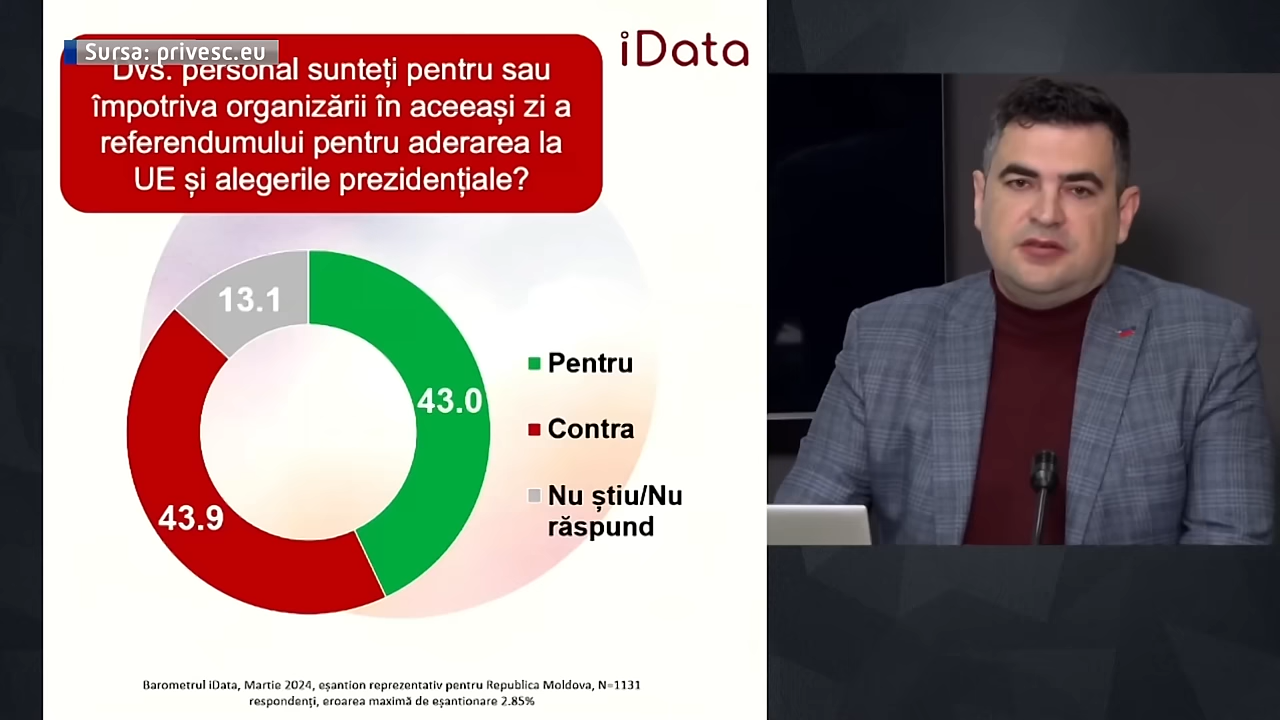 Sursa: privesc.eu
iData
Dvs. personal sunteți pentru sau
împotriva organizării în aceeași zi a
referendumului pentru aderarea la
UE și alegerile prezidențiale?
13.1
43.0
43.9
Pentru
Contra
Nu știu/Nu
răspund
Barometrul iData, Martie 2024, eșantion reprezentativ pentru Republica Moldova, N=1131
respondenți, eroarea maximă de eșantionare 2.85%